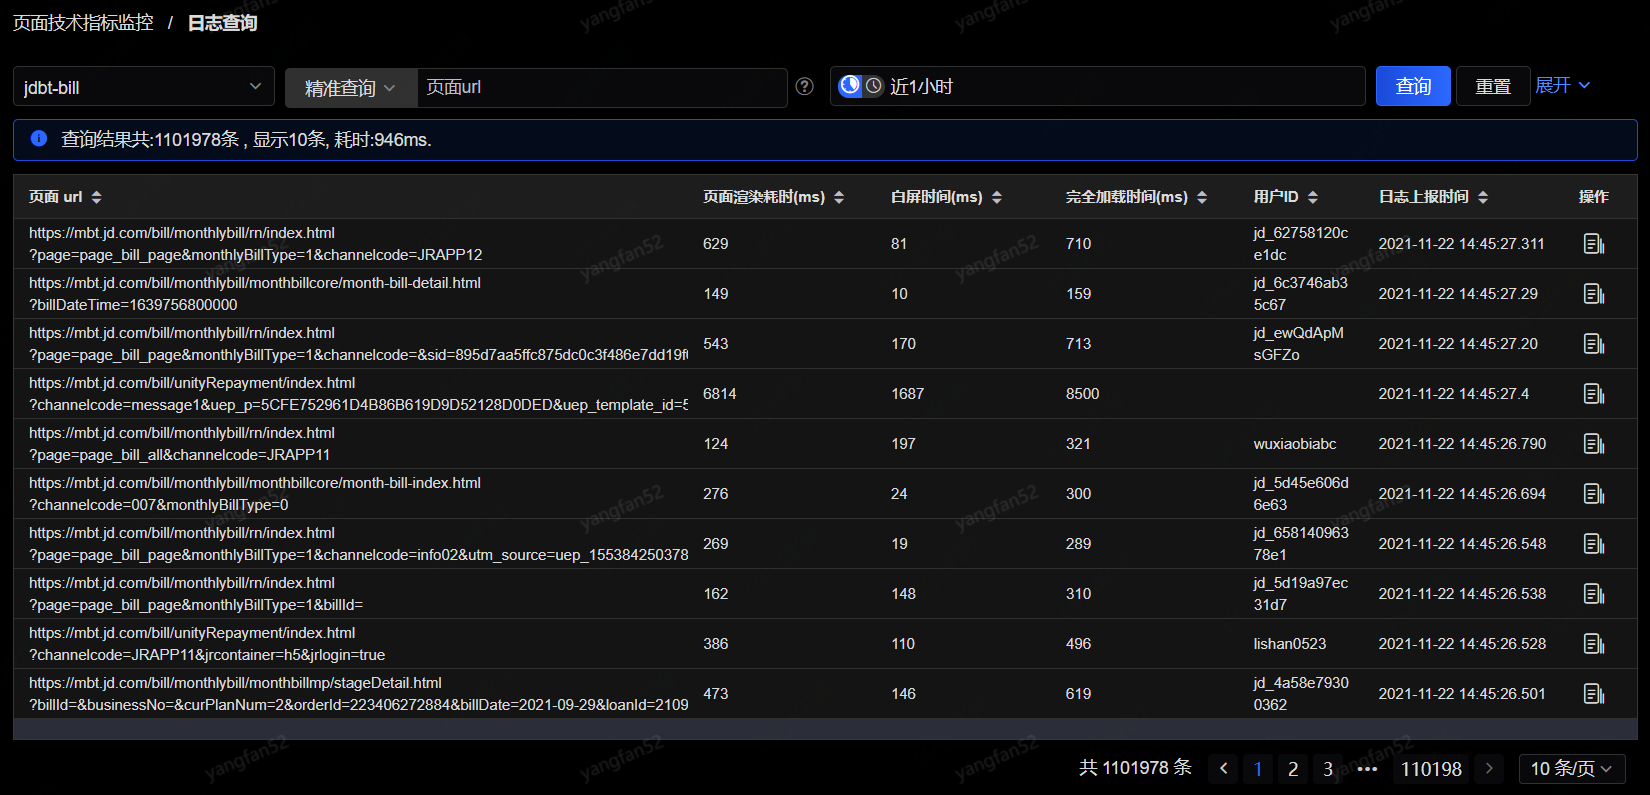 页面技术指标监控 / 日志查询
jdbt-bill 精准查询 页面url 近1小时 查询 重置 展开
查询结果共:1101978条 , 显示10条, 耗时:946ms.
页面 url 页面渲染耗时(ms) 白屏时间(ms) 完全加载时间(ms) 用户ID 日志上报时间 操作
https://mbt.jd.com/bill/monthlybill/rn/index.html
?page=page_bill_page&monthlyBillType=1&channelcode=JRAPP12
629 81 710
jd_62758120c
e1dc
2021-11-22 14:45:27.311
https://mbt.jd.com/bill/monthlybill/monthbillcore/month-bill-detail.html
?billDateTime=1639756800000
149 10 159
jd_6c3746ab3
5c67
2021-11-22 14:45:27.29
https://mbt.jd.com/bill/monthlybill/rn/index.html
?page=page_bill_page&monthlyBillType=1&channelcode=&sid=895d7aa5ffc875dc0c3f486e7dd19f
543 170 713
jd_ewQdApM
sGFZo
2021-11-22 14:45:27.20
https://mbt.jd.com/bill/unityRepayment/index.html
?channelcode=message1&uep_p=5CFE752961D4B86B619D9D52128D0DED&uep_template_id=5
6814 1687 8500
2021-11-22 14:45:27.4
https://mbt.jd.com/bill/monthlybill/rn/index.html
?page=page_bill_all&channelcode=JRAPP11
124 197 321
wuxiaobiabc
2021-11-22 14:45:26.790
https://mbt.jd.com/bill/monthlybill/monthbillcore/month-bill-index.html
?channelcode=007&monthlyBillType=0
276 24 300
jd_5d45e606d
6e63
2021-11-22 14:45:26.694
https://mbt.jd.com/bill/monthlybill/rn/index.html
?page=page_bill_page&monthlyBillType=1&channelcode=info02&utm_source=uep_155384250378
269 19 289
jd_658140963
78e1
2021-11-22 14:45:26.548
https://mbt.jd.com/bill/monthlybill/rn/index.html
?page=page_bill_page&monthlyBillType=1&billId=
162 148 310
jd_5d19a97ec
31d7
2021-11-22 14:45:26.538
https://mbt.jd.com/bill/unityRepayment/index.html
?channelcode=JRAPP11&jrcontainer=h5&jrlogin=true
386 110 496
lishan0523
2021-11-22 14:45:26.528
https://mbt.jd.com/bill/monthlybill/monthbillmp/stageDetail.html
?billId=&businessNo=&curPlanNum=2&orderId=223406272884&billDate=2021-09-29&loanId=2109
473 146 619
jd_4a58e7930
0362
2021-11-22 14:45:26.501
共 1101978 条 1 2 3 ••• 110198 10 条/页
yangfan52